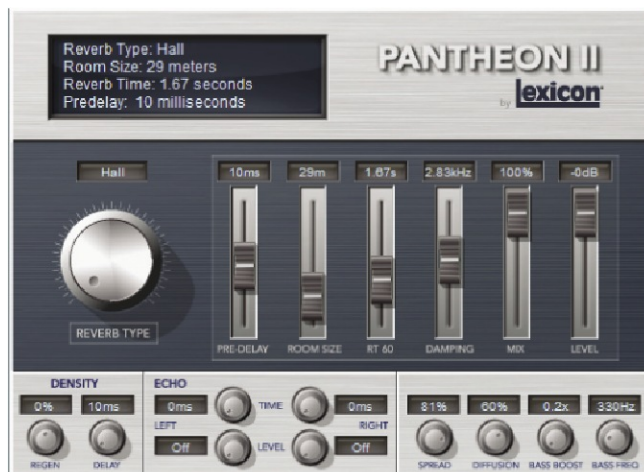 Reverb Type: Hall
Room Size: 29 meters
Reverb Time: 1.67 seconds
Predelay: 10 milliseconds
PANTHEON II
by lexicon
Hall
10ms 29m 1.67s 2.83kHz 100% -0dB
REVERB TYPE
PRE-DELAY ROOM SIZE RT 60 DAMPING MIX LEVEL
DENSITY
0% 10ms
REGEN DELAY
ECHO
0ms TIME 0ms
LEFT RIGHT
Off LEVEL Off
81% 60% 0.2x 330Hz
SPREAD DIFFUSION BASS BOOST BASS FREQ